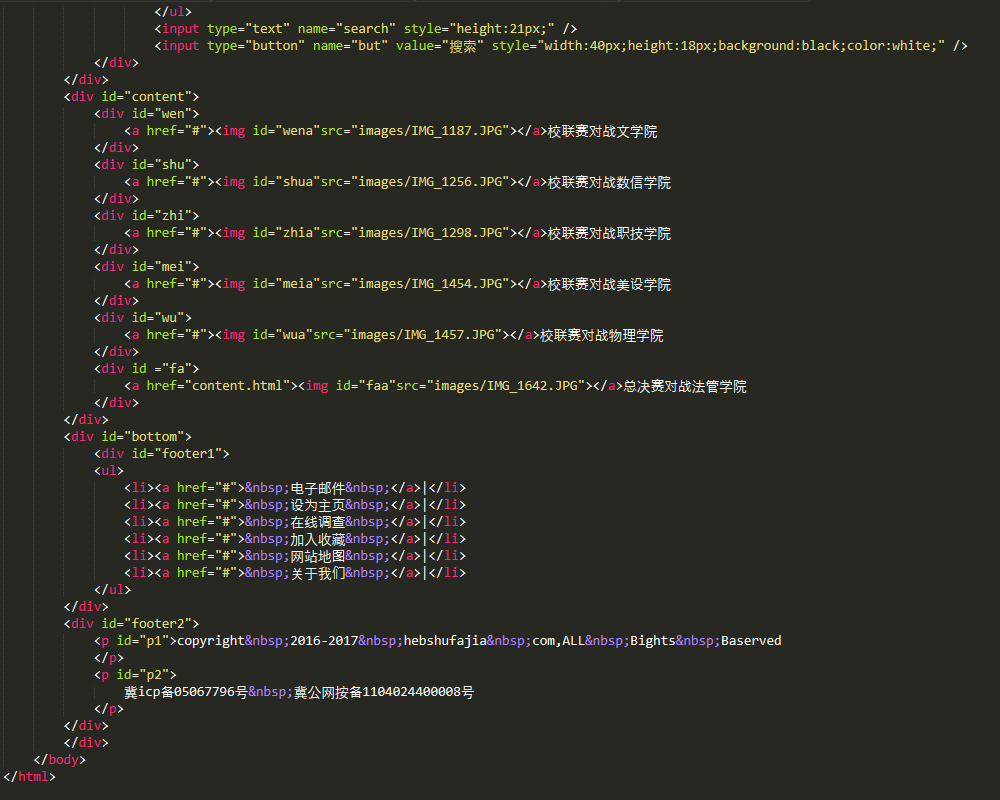 </ul>
<input type="text" name="search" style="height:21px;" />
<input type="button" name="but" value="搜索" style="width:40px;height:18px;background:black;color:white;" />
</div>
</div>
<div id="content">
<div id="wen">
<a href="#"><img id="wena"src="images/IMG_1187.JPG"></a>校联赛对战文学院
</div>
<div id="shu">
<a href="#"><img id="shua"src="images/IMG_1256.JPG"></a>校联赛对战数信学院
</div>
<div id="zhi">
<a href="#"><img id="zhia"src="images/IMG_1298.JPG"></a>校联赛对战职技学院
</div>
<div id="mei">
<a href="#"><img id="meia"src="images/IMG_1454.JPG"></a>校联赛对战美设学院
</div>
<div id="wu">
<a href="#"><img id="wua"src="images/IMG_1457.JPG"></a>校联赛对战物理学院
</div>
<div id ="fa">
<a href="content.html"><img id="faa"src="images/IMG_1642.JPG"></a>总决赛对战法管学院
</div>
</div>
<div id="bottom">
<div id="footer1">
<ul>
<li><a href="#">&nbsp;电子邮件&nbsp;</a>|</li>
<li><a href="#">&nbsp;设为主页&nbsp;</a>|</li>
<li><a href="#">&nbsp;在线调查&nbsp;</a>|</li>
<li><a href="#">&nbsp;加入收藏&nbsp;</a>|</li>
<li><a href="#">&nbsp;网站地图&nbsp;</a>|</li>
<li><a href="#">&nbsp;关于我们&nbsp;</a>|</li>
</ul>
</div>
<div id="footer2">
<p id="p1">copyright&nbsp;2016-2017&nbsp;hebshufajia&nbsp;com,ALL&nbsp;Bights&nbsp;Baserved
</p>
<p id="p2">
冀icp备05067796号&nbsp;冀公网按备1104024400008号
</p>
</div>
</div>
</body>
</html>